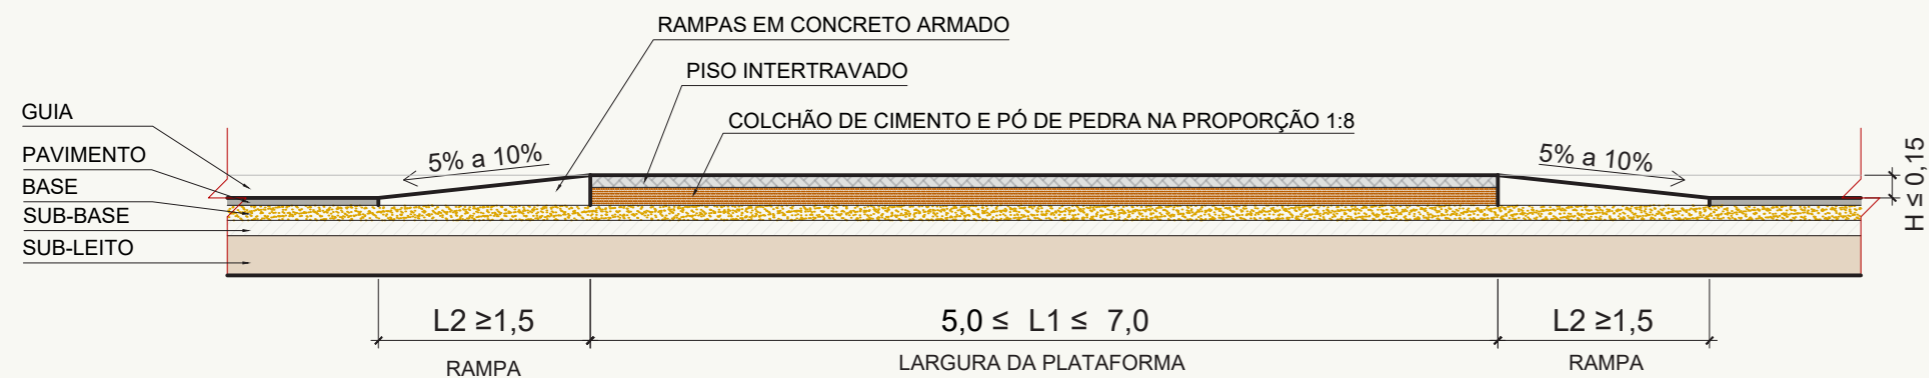 RAMPAS EM CONCRETO ARMADO
PISO INTERTRAVADO
COLCHÃO DE CIMENTO E PÓ DE PEDRA NA PROPORÇÃO 1:8
GUIA
PAVIMENTO
BASE
SUB-BASE
SUB-LEITO
5% a 10%
5% a 10%
H ≤ 0,15
L2 ≥1,5
5,0 ≤ L1 ≤ 7,0
L2 ≥1,5
RAMPA
LARGURA DA PLATAFORMA
RAMPA